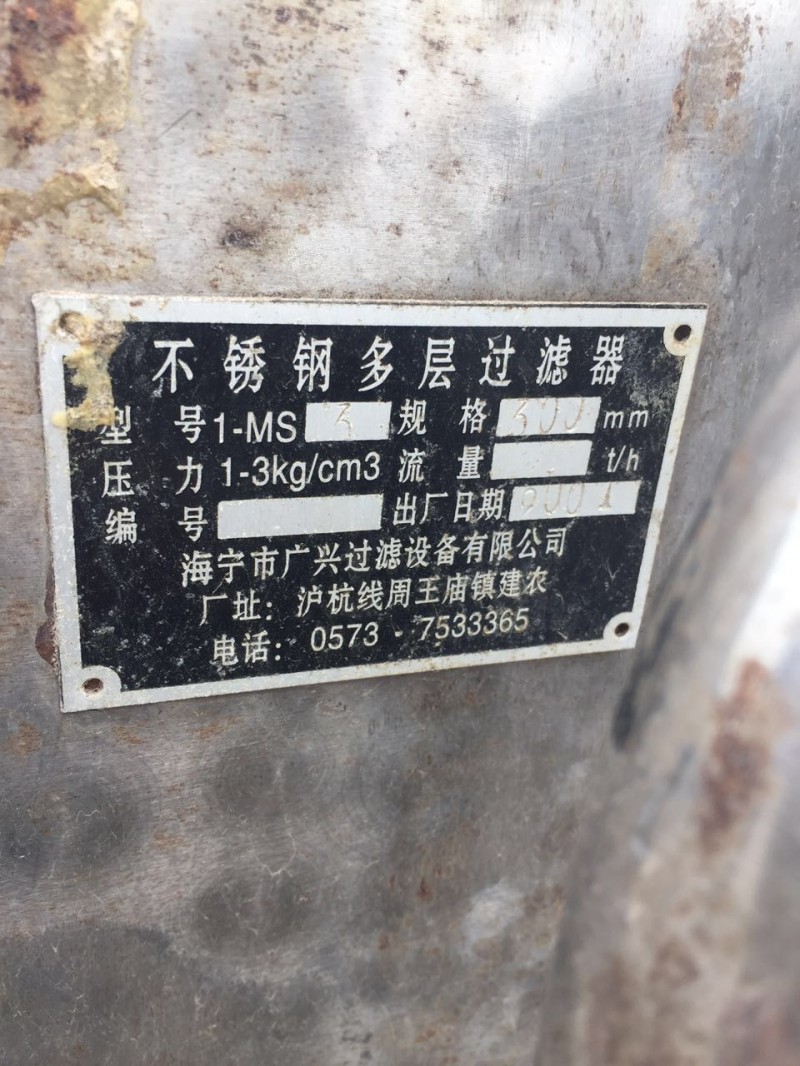 不锈钢多层过滤器
型号 1-MS 3 规格 300 mm
压力 1-3kg/cm3 流量 t/h
编号 出厂日期
海宁市广兴过滤设备有限公司
厂址：沪杭线周王庙镇建农
电话：0573-7533365